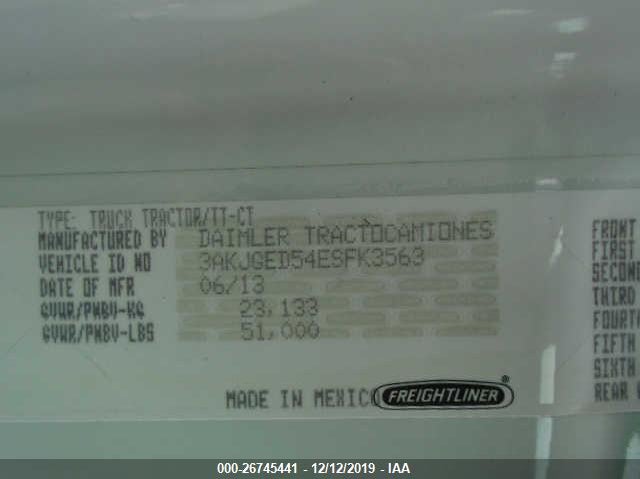 TYPE: TRUCK TRACTOR/TT-CT
MANUFACTURED BY DAIMLER TRACTOCAMIONES
VEHICLE ID NO 3AKJGED54ESFK3563
DATE OF MFR 06/13
GVWR/PMBV-KG 23,133
GVWR/PMBV-LBS 51,000
MADE IN MEXICO FREIGHTLINER®
FRONT
FIRST
SECOND
THIRD
FOURTH
FIFTH
SIXTH
REAR
000-26745441 - 12/12/2019 - IAA